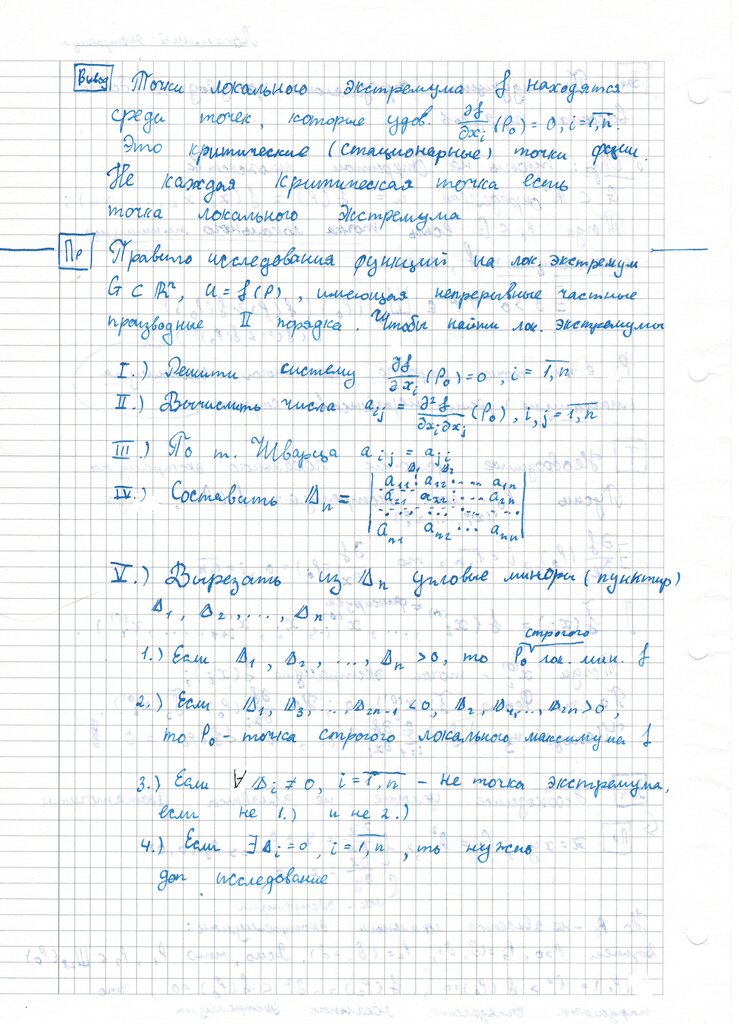 Вывод Точки локального экстремума f находятся
среди точек, которые удов. ∂f/∂xᵢ (P₀) = 0, i = 1,n.
Это критические (стационарные) точки фции.
Не каждая критическая точка есть
точка локального экстремума
Пр Правило исследования функций на лок. экстремум
G ⊂ ℝⁿ, u = f(P), имеющая непрерывные частные
производные II порядка. Чтобы найти лок. экстремумы
I.) Решить систему ∂f/∂xᵢ (P₀) = 0, i = 1,n
II.) Вычислить числа aᵢⱼ = ∂²f/∂xᵢ∂xⱼ (P₀), i,j = 1,n
III.) По т. Шварца aᵢⱼ = aⱼᵢ
Δ₁ Δ₂
IV.) Составить Δₙ = | a₁₁ a₁₂ ... a₁ₙ
a₂₁ a₂₂ ... a₂ₙ
. . . . . .
aₙ₁ aₙ₂ ... aₙₙ |
V.) Вырезать из Δₙ угловые миноры (пунктир)
Δ₁, Δ₂, ..., Δₙ
строгого
1.) Если Δ₁, Δ₂, ..., Δₙ > 0, то P₀ лок. мин. f
2.) Если Δ₁, Δ₃, ..., Δ₂ₙ₋₁ < 0, Δ₂, Δ₄, ..., Δ₂ₙ > 0,
то P₀ - точка строгого локального максимума f
3.) Если ∀ Δᵢ ≠ 0, i = 1,n - не точка экстремума,
если не 1.) и не 2.)
4.) Если ∃ Δᵢ = 0, i = 1,n, то нужно
доп исследование